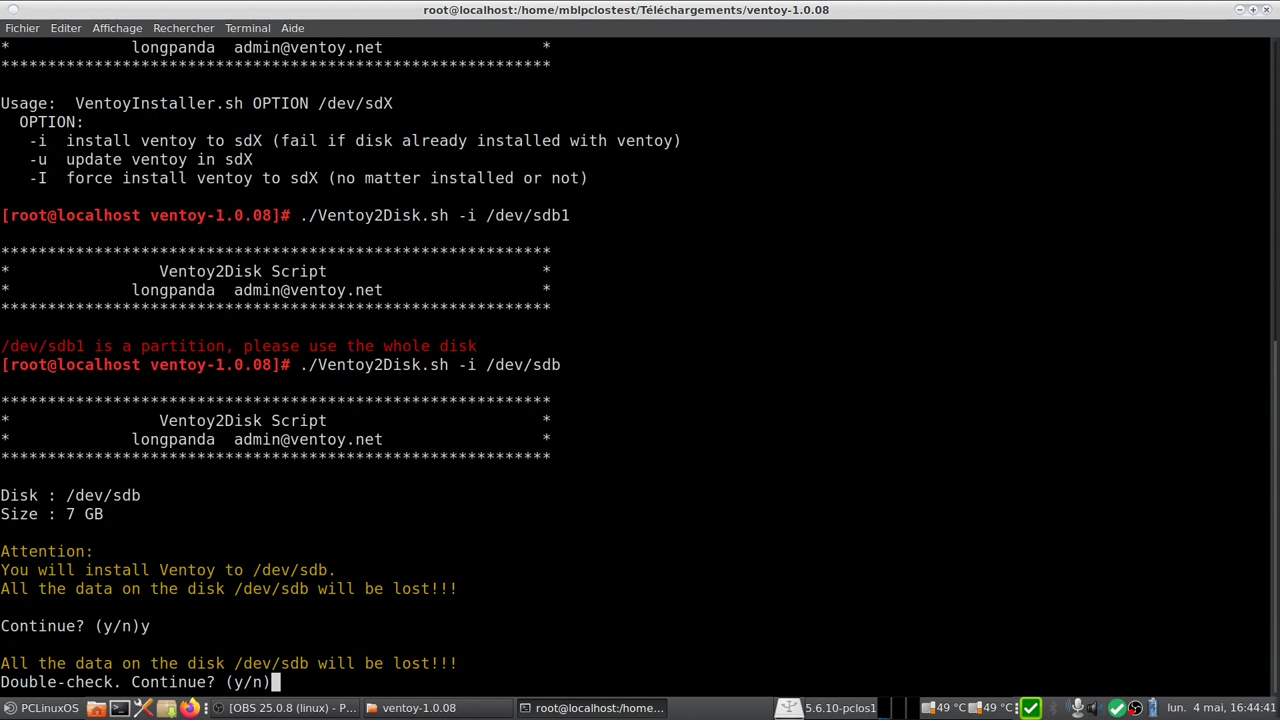 root@localhost:/home/mblpclostest/Téléchargements/ventoy-1.0.08
Fichier Editer Affichage Rechercher Terminal Aide
* longpanda admin@ventoy.net *
***********************************************************
Usage: VentoyInstaller.sh OPTION /dev/sdX
OPTION:
-i install ventoy to sdX (fail if disk already installed with ventoy)
-u update ventoy in sdX
-I force install ventoy to sdX (no matter installed or not)
[root@localhost ventoy-1.0.08]# ./Ventoy2Disk.sh -i /dev/sdb1
***********************************************************
* Ventoy2Disk Script *
* longpanda admin@ventoy.net *
***********************************************************
/dev/sdb1 is a partition, please use the whole disk
[root@localhost ventoy-1.0.08]# ./Ventoy2Disk.sh -i /dev/sdb
***********************************************************
* Ventoy2Disk Script *
* longpanda admin@ventoy.net *
***********************************************************
Disk : /dev/sdb
Size : 7 GB
Attention:
You will install Ventoy to /dev/sdb.
All the data on the disk /dev/sdb will be lost!!!
Continue? (y/n)y
All the data on the disk /dev/sdb will be lost!!!
Double-check. Continue? (y/n)
PCLinuxOS [OBS 25.0.8 (linux) - P... ventoy-1.0.08 root@localhost:/home... 5.6.10-pclos1 49 °C 49 °C lun. 4 mai, 16:44:41